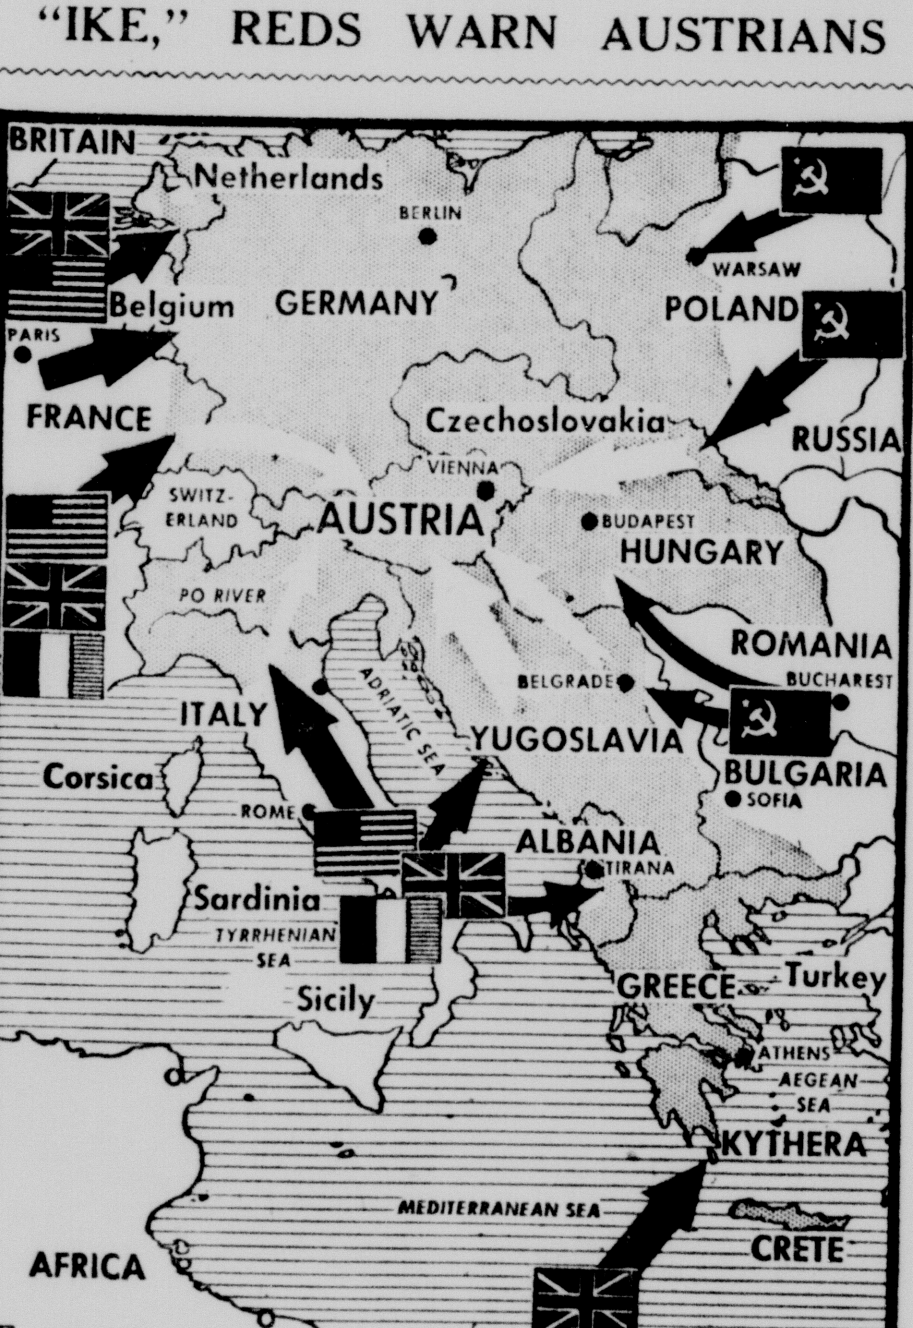 “IKE,” REDS WARN AUSTRIANS
BRITAIN
Netherlands
BERLIN
WARSAW
Belgium
GERMANY
POLAND
PARIS
FRANCE
Czechoslovakia
RUSSIA
VIENNA
SWITZ-
ERLAND
AUSTRIA
BUDAPEST
HUNGARY
PO RIVER
ROMANIA
BELGRADE
BUCHAREST
ADRIATIC SEA
ITALY
YUGOSLAVIA
Corsica
BULGARIA
SOFIA
ROME
ALBANIA
TIRANA
Sardinia
TYRRHENIAN
SEA
Sicily
GREECE
Turkey
ATHENS
AEGEAN
SEA
KYTHERA
MEDITERRANEAN SEA
CRETE
AFRICA